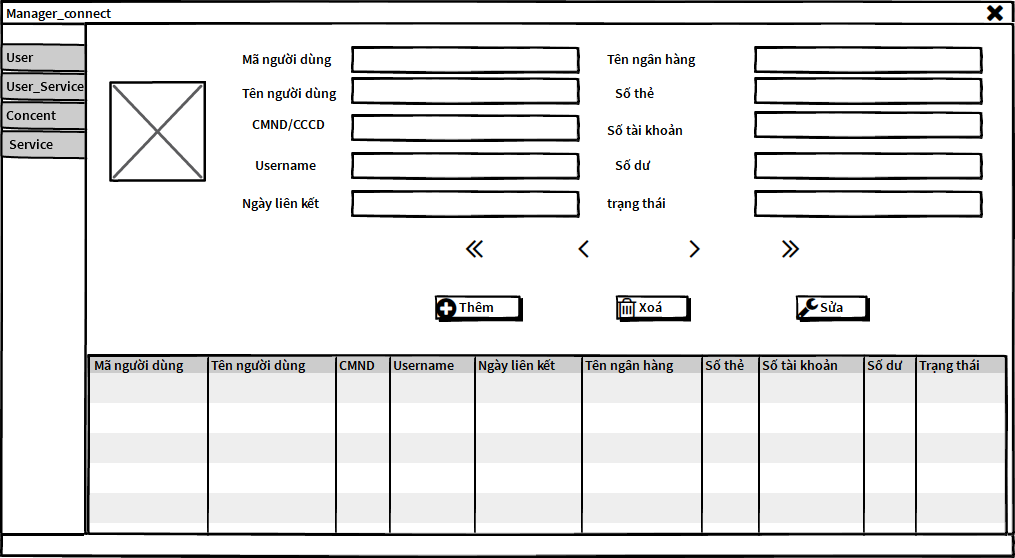 Manager_connect
User
User_Service
Concent
Service
Mã người dùng
Tên ngân hàng
Tên người dùng
Số thẻ
CMND/CCCD
Số tài khoản
Username
Số dư
Ngày liên kết
trạng thái
Thêm
Xoá
Sửa
Mã người dùng Tên người dùng CMND Username Ngày liên kết Tên ngân hàng Số thẻ Số tài khoản Số dư Trạng thái